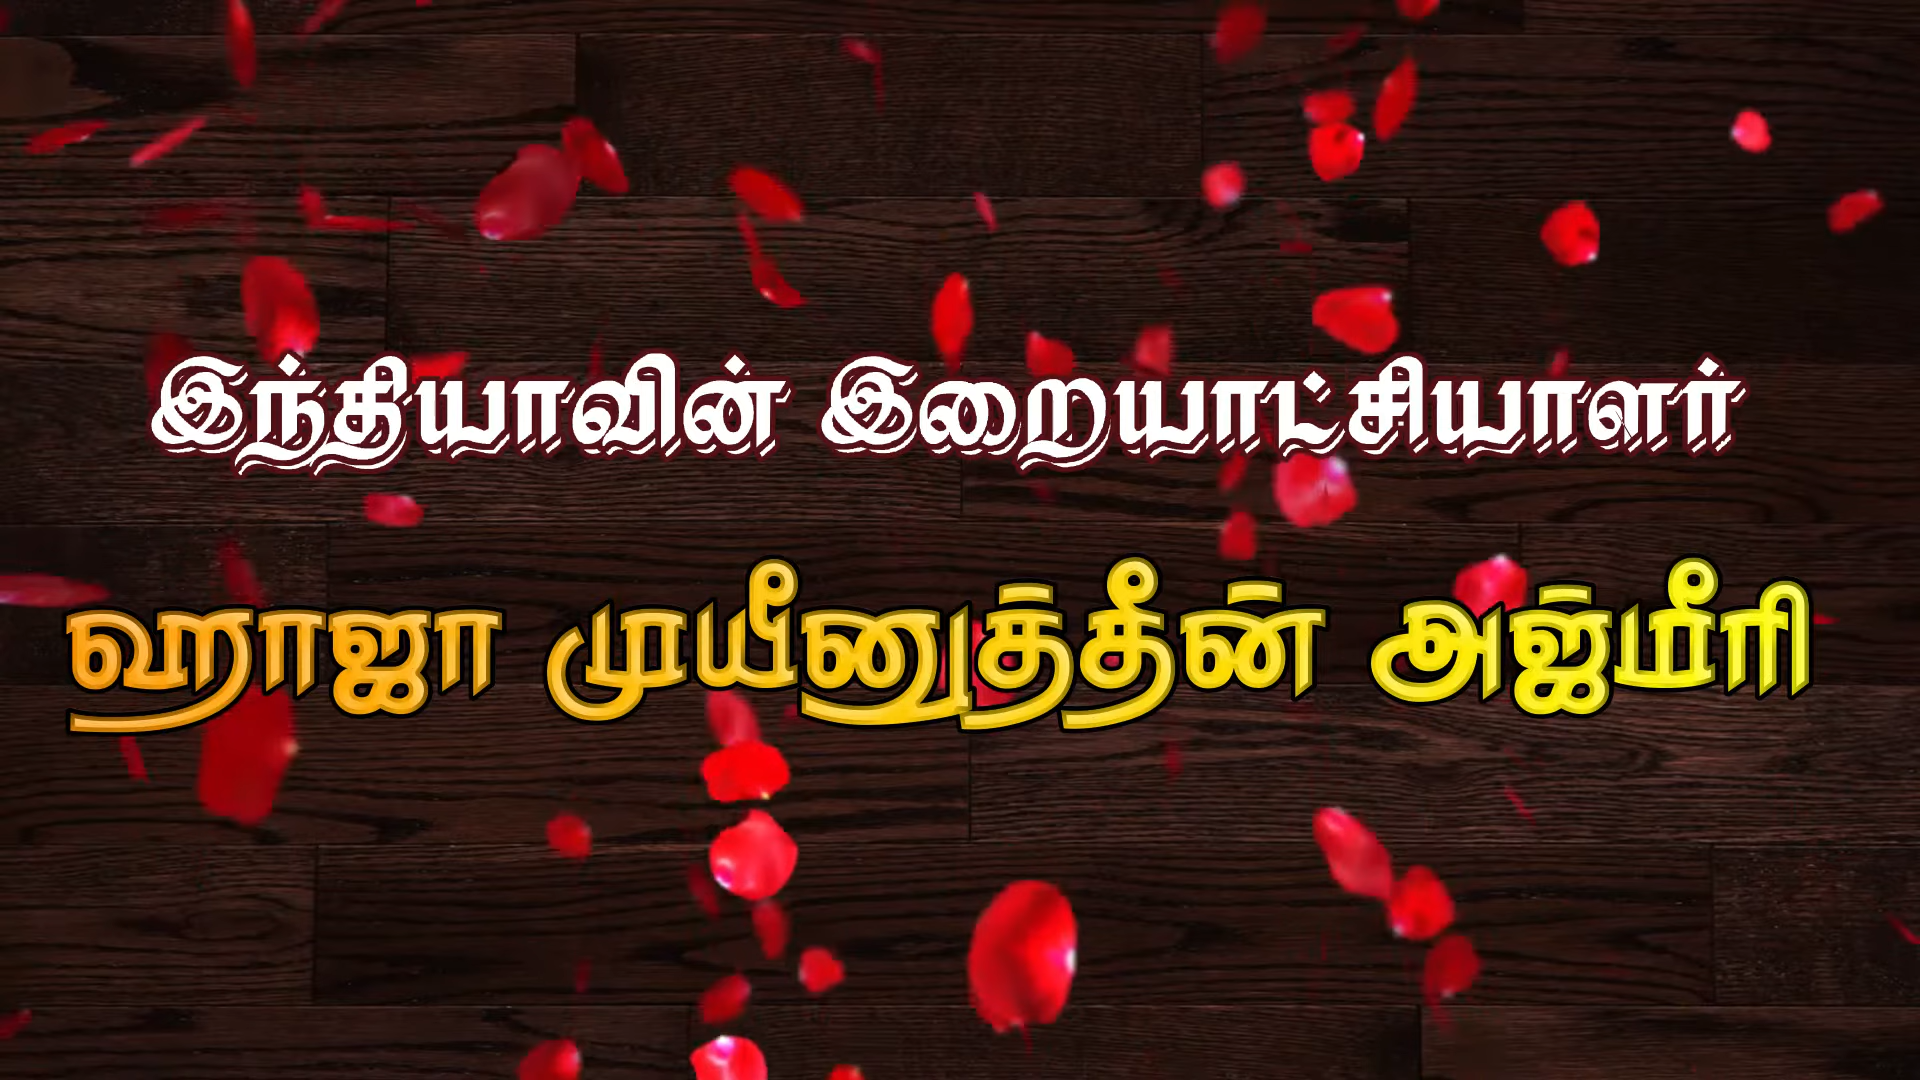 இந்தியாவின் இறையாட்சியாளர்
ஹாஜா முயீனுத்தீன் அஜ்மீரி